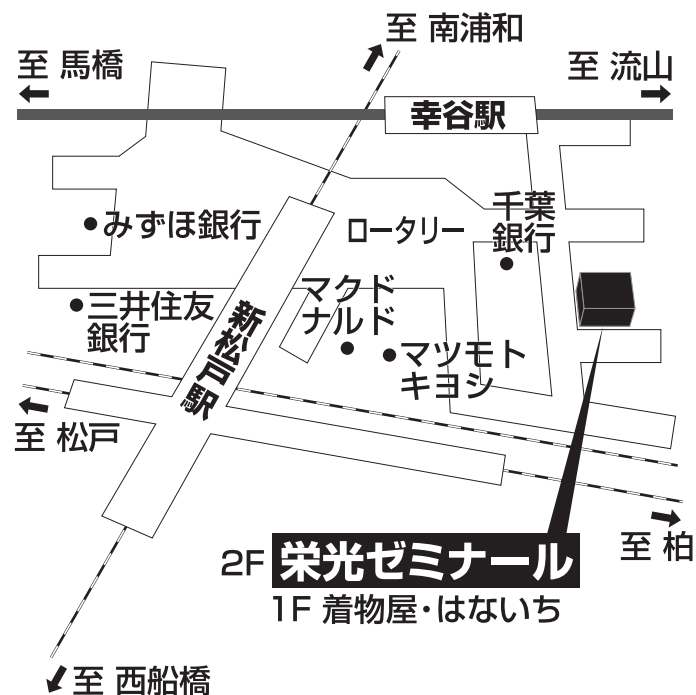 至 南浦和
至 馬橋
至 流山
幸谷駅
みずほ銀行
ロータリー
千葉
銀行
三井住友
銀行
マクド
ナルド
新松戸駅
マツモト
キヨシ
至 松戸
至 柏
2F 栄光ゼミナール
1F 着物屋・はないち
至 西船橋